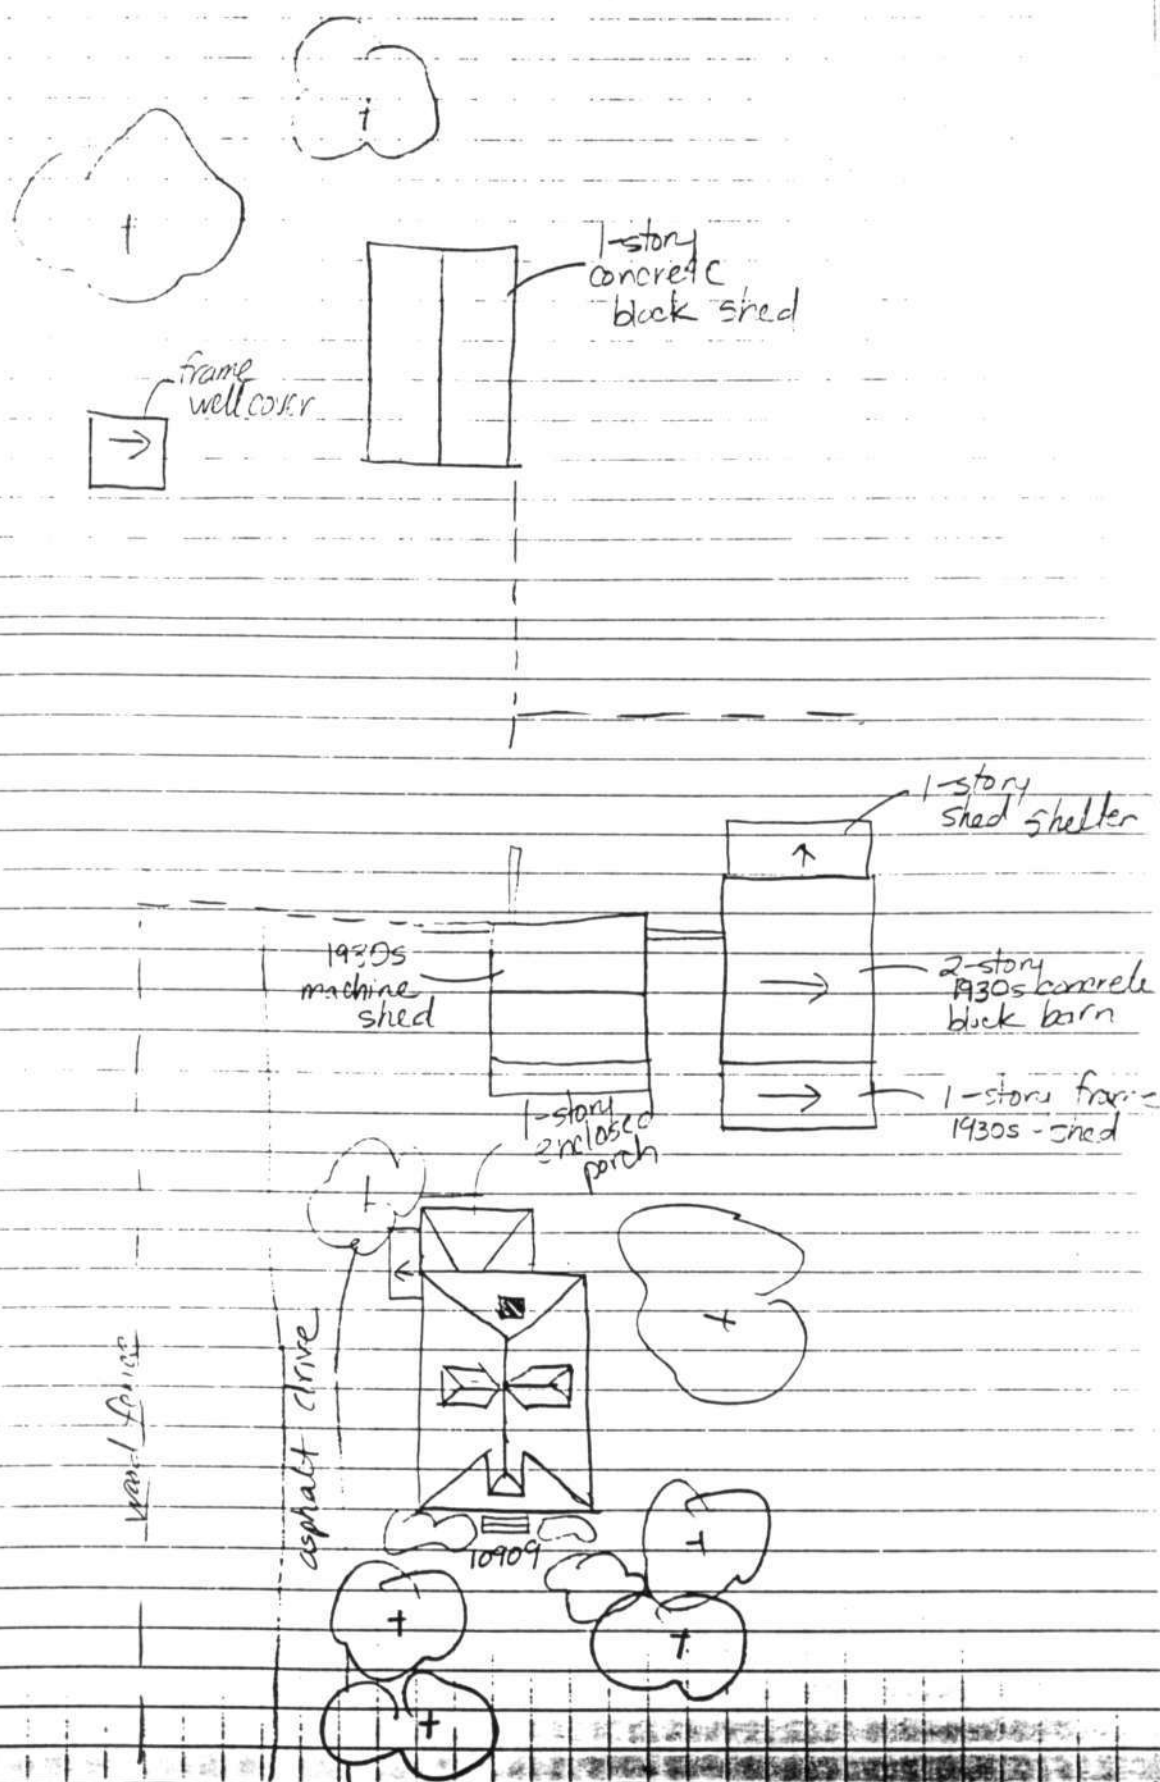 1-story
concrete
block shed
frame
well cover
1-story
shed shelter
1930s
machine
shed
2-story
1930s concrete
block barn
1-story frame
1930s - shed
1-story
enclosed
porch
wood fence
asphalt drive
10909